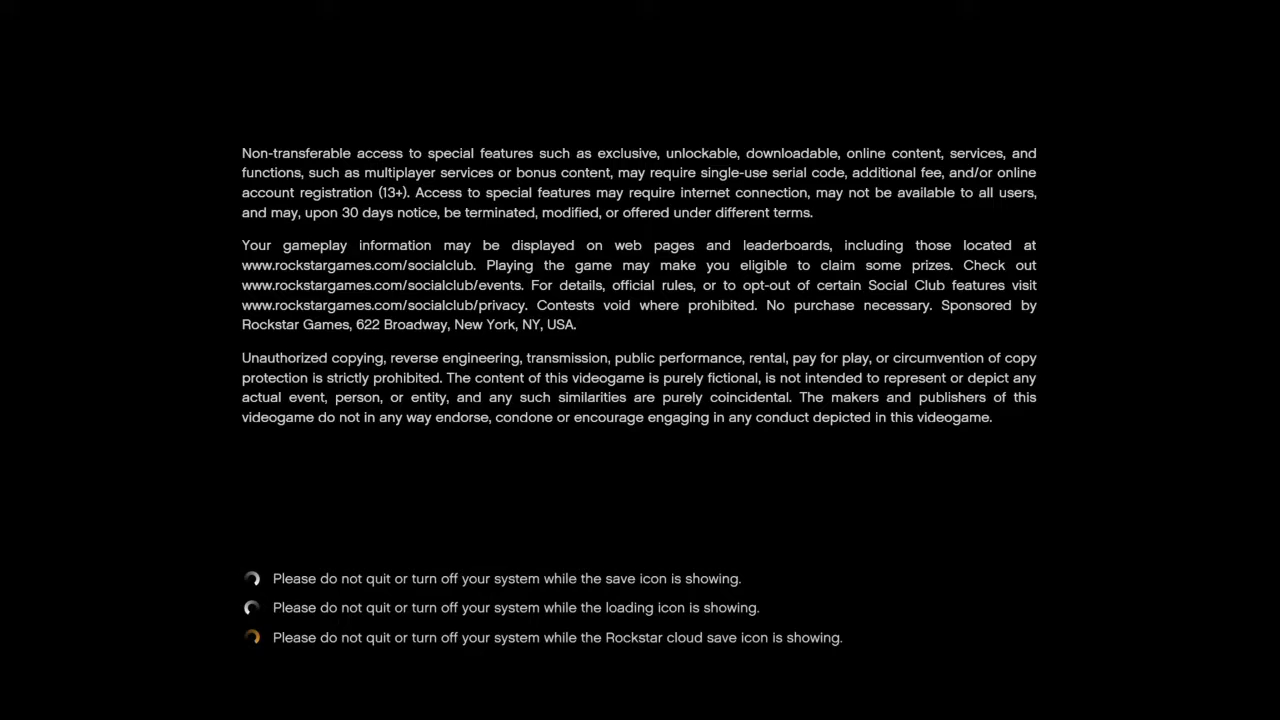 Non-transferable access to special features such as exclusive, unlockable, downloadable, online content, services, and
functions, such as multiplayer services or bonus content, may require single-use serial code, additional fee, and/or online
account registration (13+). Access to special features may require internet connection, may not be available to all users,
and may, upon 30 days notice, be terminated, modified, or offered under different terms.
Your gameplay information may be displayed on web pages and leaderboards, including those located at
www.rockstargames.com/socialclub. Playing the game may make you eligible to claim some prizes. Check out
www.rockstargames.com/socialclub/events. For details, official rules, or to opt-out of certain Social Club features visit
www.rockstargames.com/socialclub/privacy. Contests void where prohibited. No purchase necessary. Sponsored by
Rockstar Games, 622 Broadway, New York, NY, USA.
Unauthorized copying, reverse engineering, transmission, public performance, rental, pay for play, or circumvention of copy
protection is strictly prohibited. The content of this videogame is purely fictional, is not intended to represent or depict any
actual event, person, or entity, and any such similarities are purely coincidental. The makers and publishers of this
videogame do not in any way endorse, condone or encourage engaging in any conduct depicted in this videogame.
Please do not quit or turn off your system while the save icon is showing.
Please do not quit or turn off your system while the loading icon is showing.
Please do not quit or turn off your system while the Rockstar cloud save icon is showing.